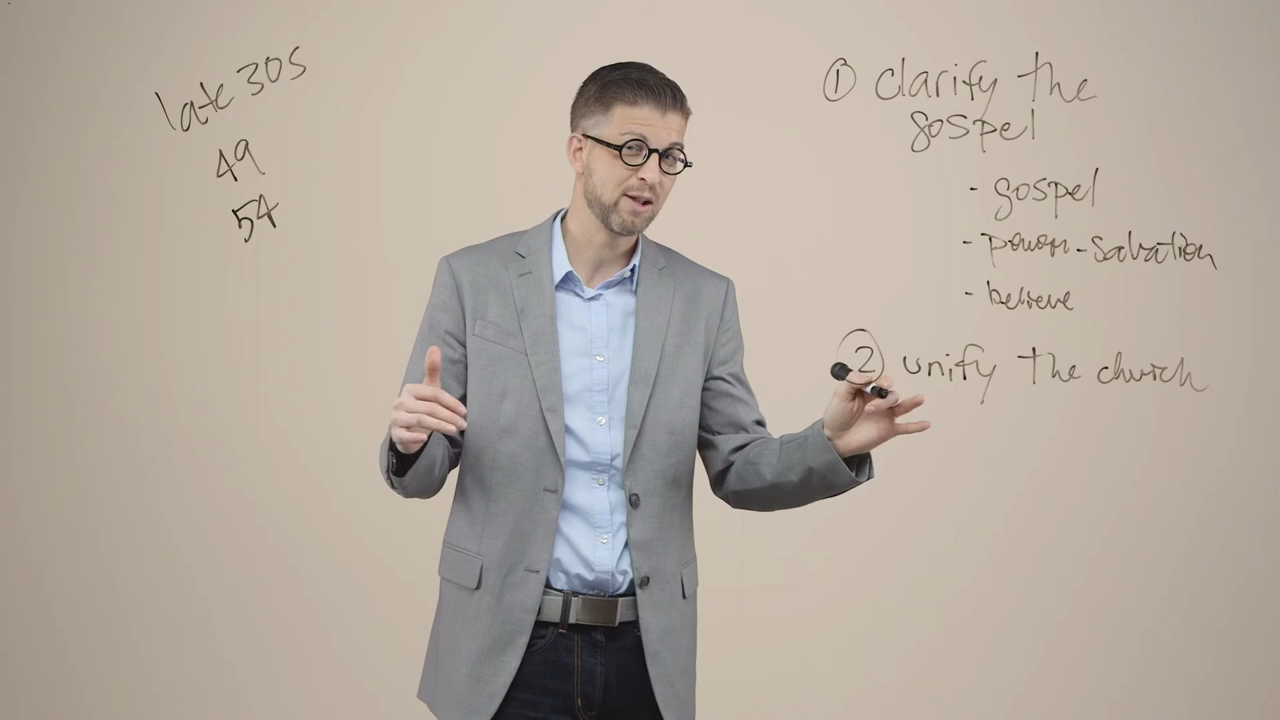 late 30s
49
54
① clarify the
gospel
- gospel
- power - salvation
- believe
② unify the church